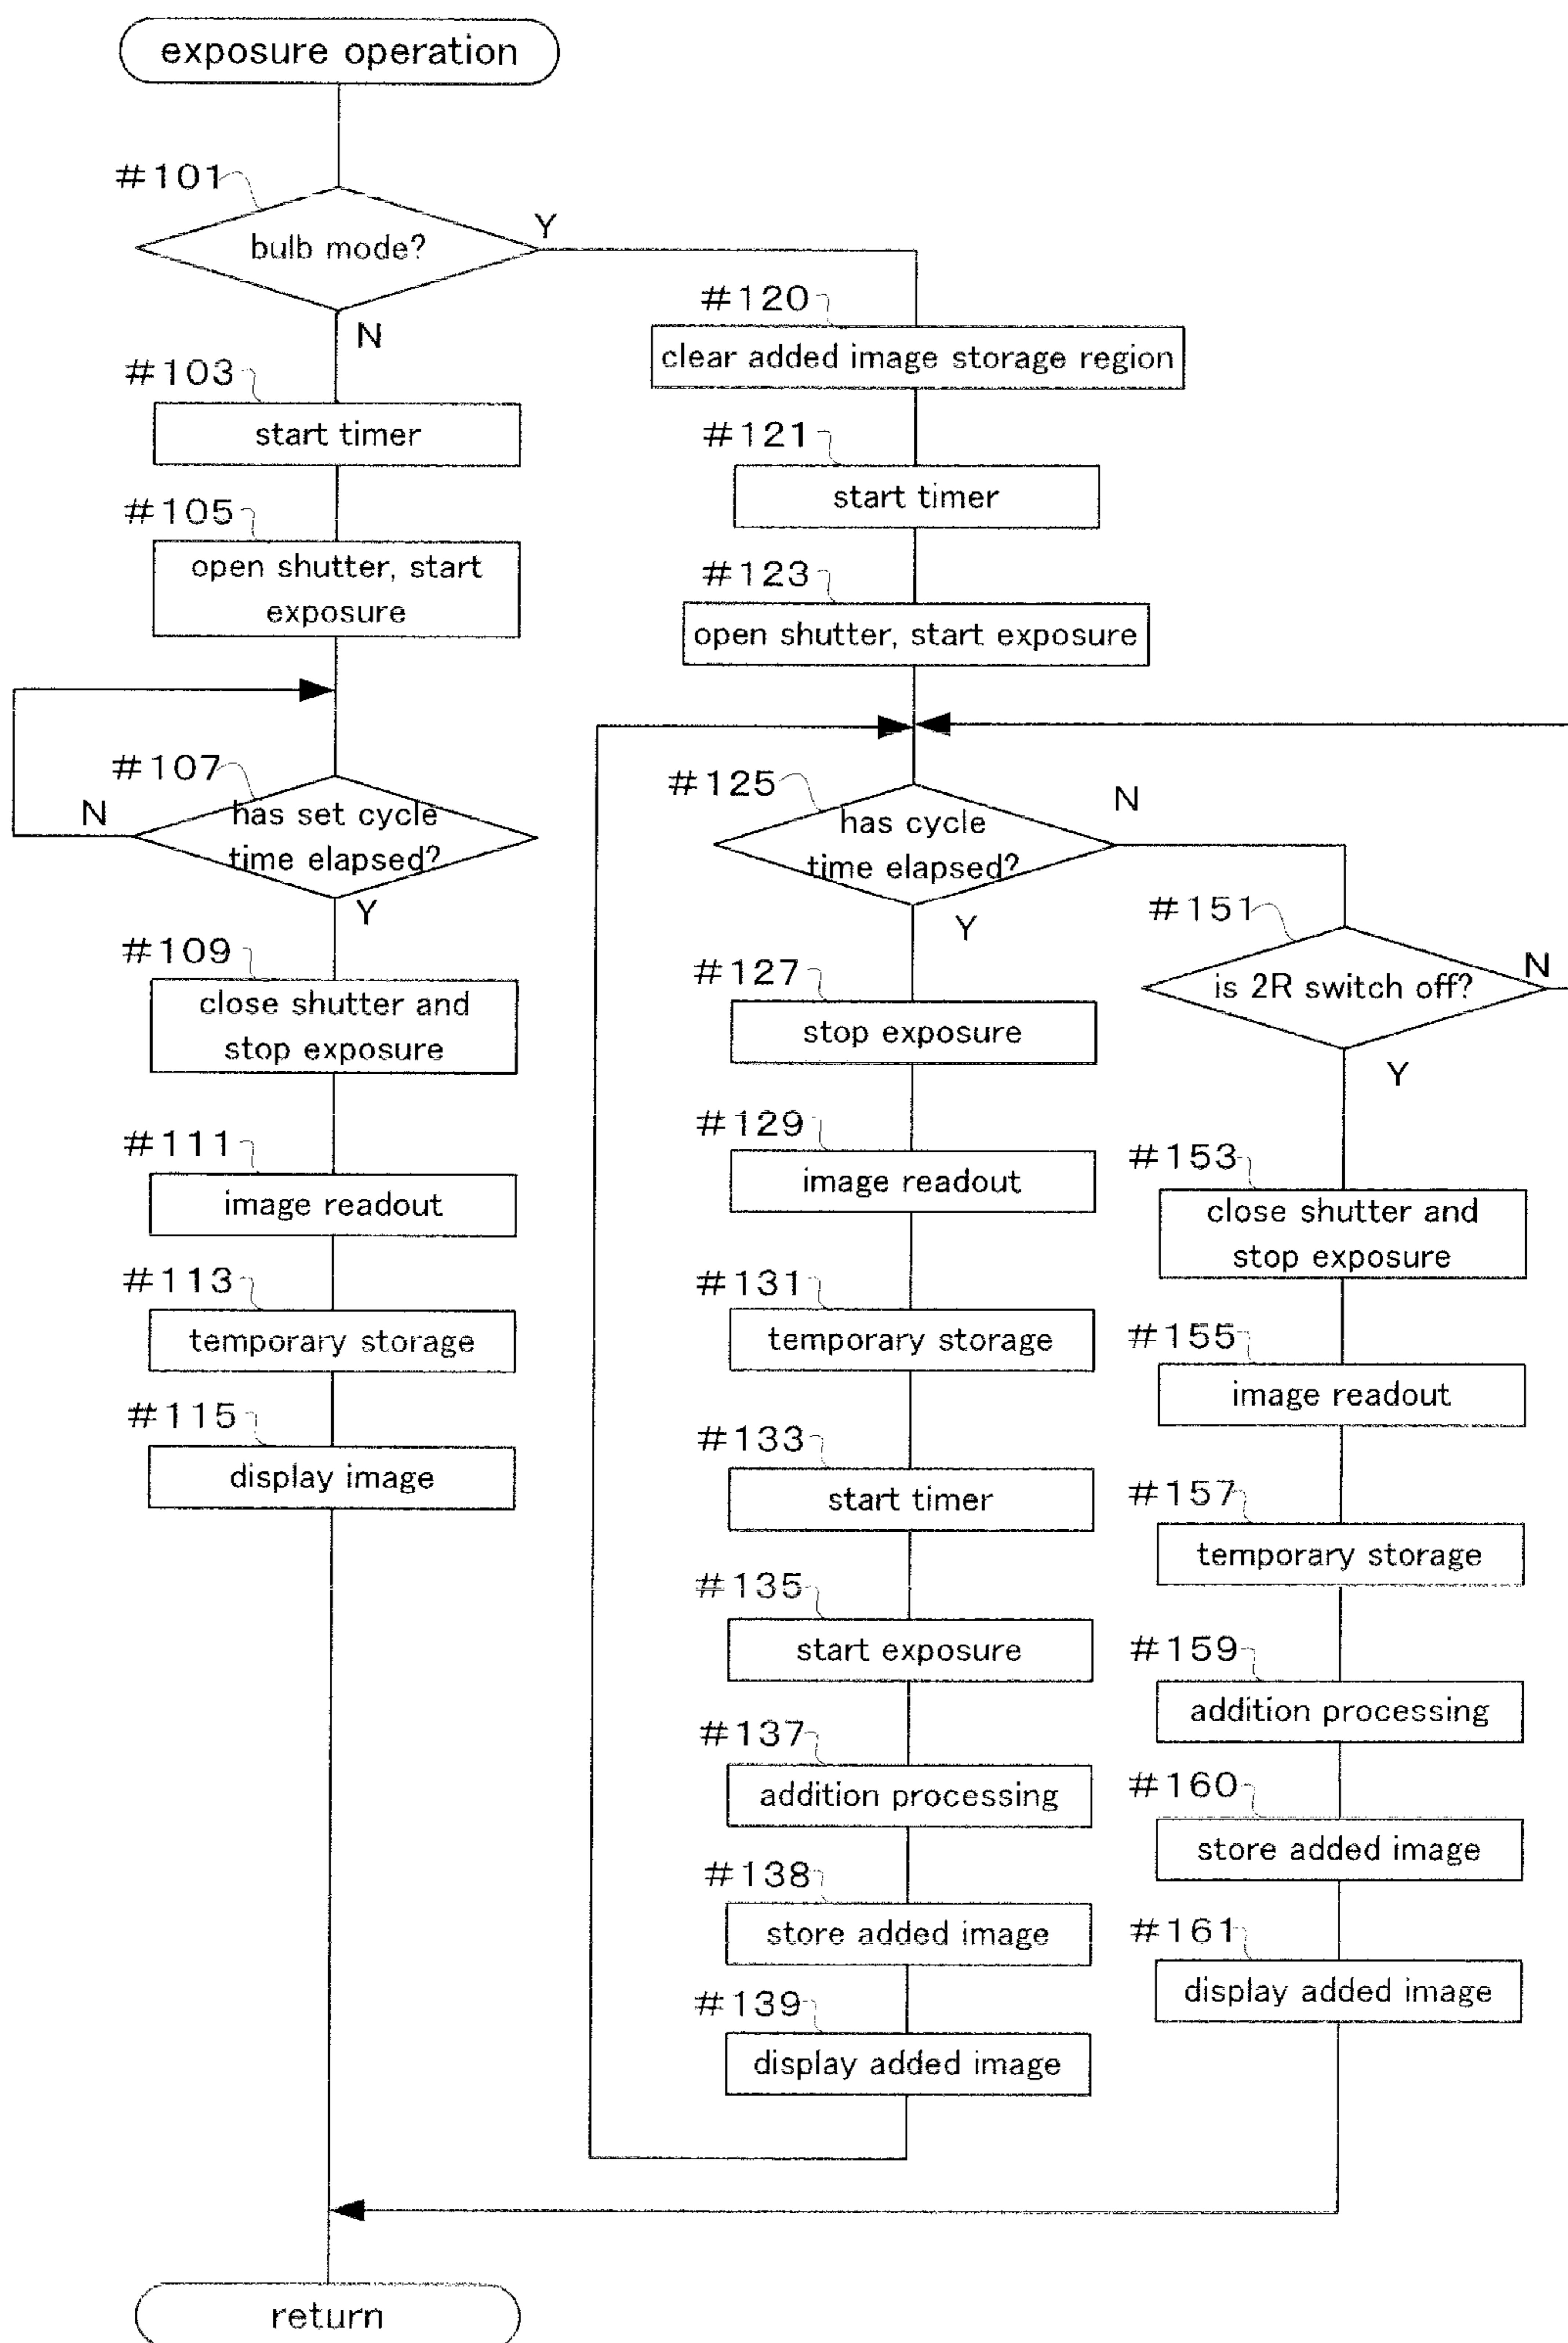 exposure operation
#101
bulb mode?
Y
N
#103
start timer
#105
open shutter, start
exposure
#107
N
has set cycle
time elapsed?
Y
#109
close shutter and
stop exposure
#111
image readout
#113
temporary storage
#115
display image
#120
clear added image storage region
#121
start timer
#123
open shutter, start exposure
#125
has cycle
time elapsed?
N
Y
#127
stop exposure
#129
image readout
#131
temporary storage
#133
start timer
#135
start exposure
#137
addition processing
#138
store added image
#139
display added image
#151
is 2R switch off?
N
Y
#153
close shutter and
stop exposure
#155
image readout
#157
temporary storage
#159
addition processing
#160
store added image
#161
display added image
return